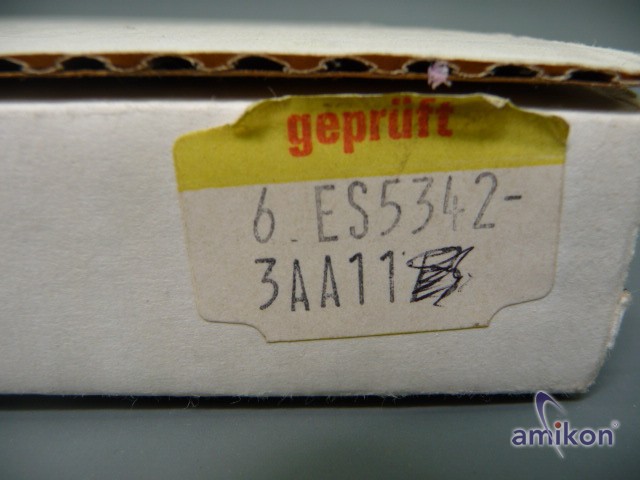 geprüft
6 ES5342-
3AA11
amikon